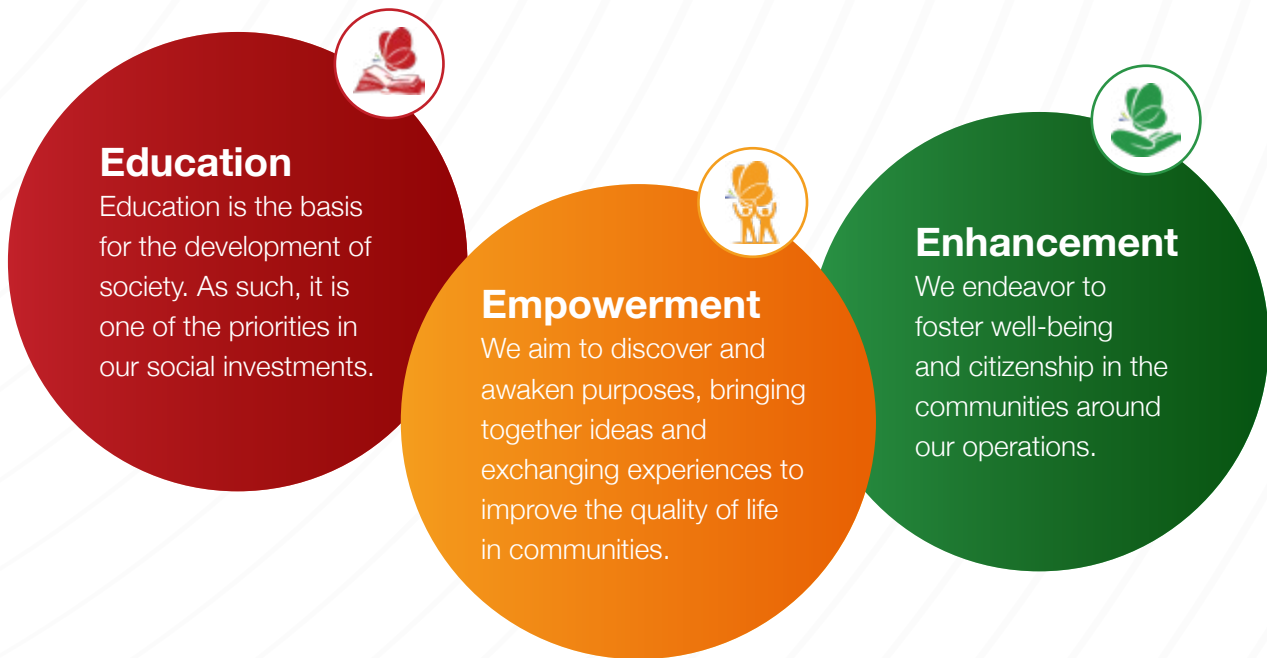 Education
Education is the basis
for the development of
society. As such, it is
one of the priorities in
our social investments.
Empowerment
We aim to discover and
awaken purposes, bringing
together ideas and
exchanging experiences to
improve the quality of life
in communities.
Enhancement
We endeavor to
foster well-being
and citizenship in the
communities around
our operations.